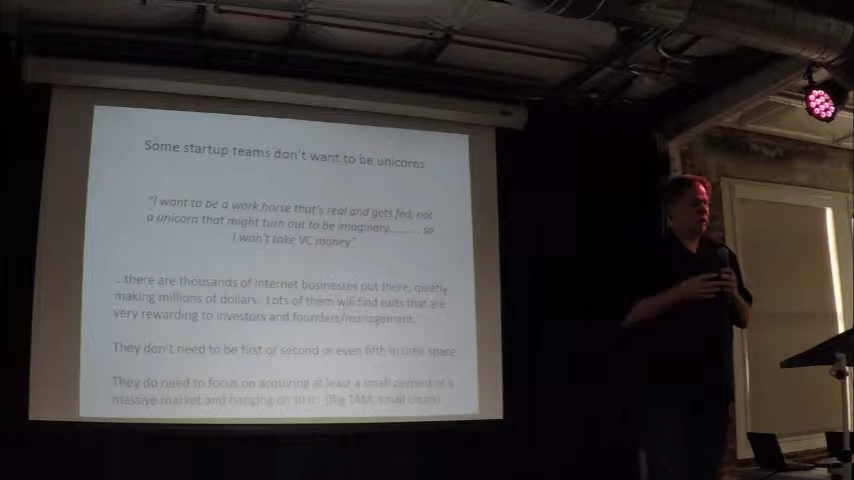 Some startup teams don't want to be unicorns
"I want to be a work horse that's real and gets fed, not
a unicorn that might turn out to be imaginary..........so
I won't take VC money"
...there are thousands of internet businesses out there, quietly
making millions of dollars. Lots of them will find exits that are
very rewarding to investors and founders/management.
They don't need to be first or second or even fifth in their space
They do need to focus on acquiring at least a small percent of a
massive market and hanging on to it: (Big TAM; small churn)